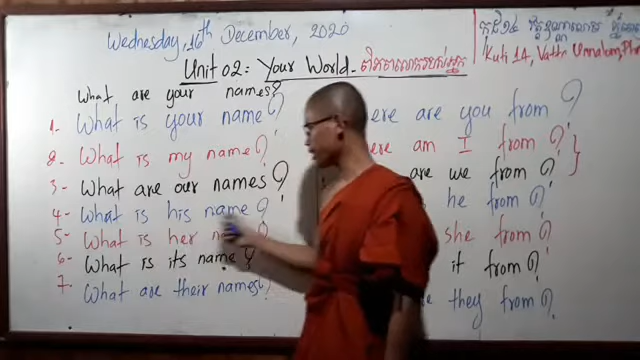 Wednesday, 16th December, 2020
Unit 02: Your World.
Kuti 14, Vatha Unnalom,
What are your names?
1- What is your name?
ere are you from?
2- What is my name?
ere am I from?
3- What are our names?
are we from?
4- What is his name?
he from?
5- What is her
she from?
6- What is its name?
it from?
7- What are their names?
they from?